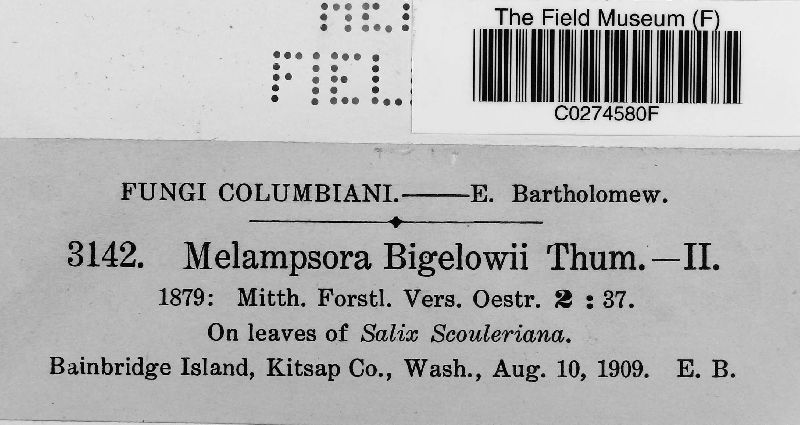 The Field Museum (F)
C0274580F
FIEL
FUNGI COLUMBIANI.——E. Bartholomew.
3142. Melampsora Bigelowii Thum.—II.
1879: Mitth. Forstl. Vers. Oestr. 2 : 37.
On leaves of Salix Scouleriana.
Bainbridge Island, Kitsap Co., Wash., Aug. 10, 1909. E. B.